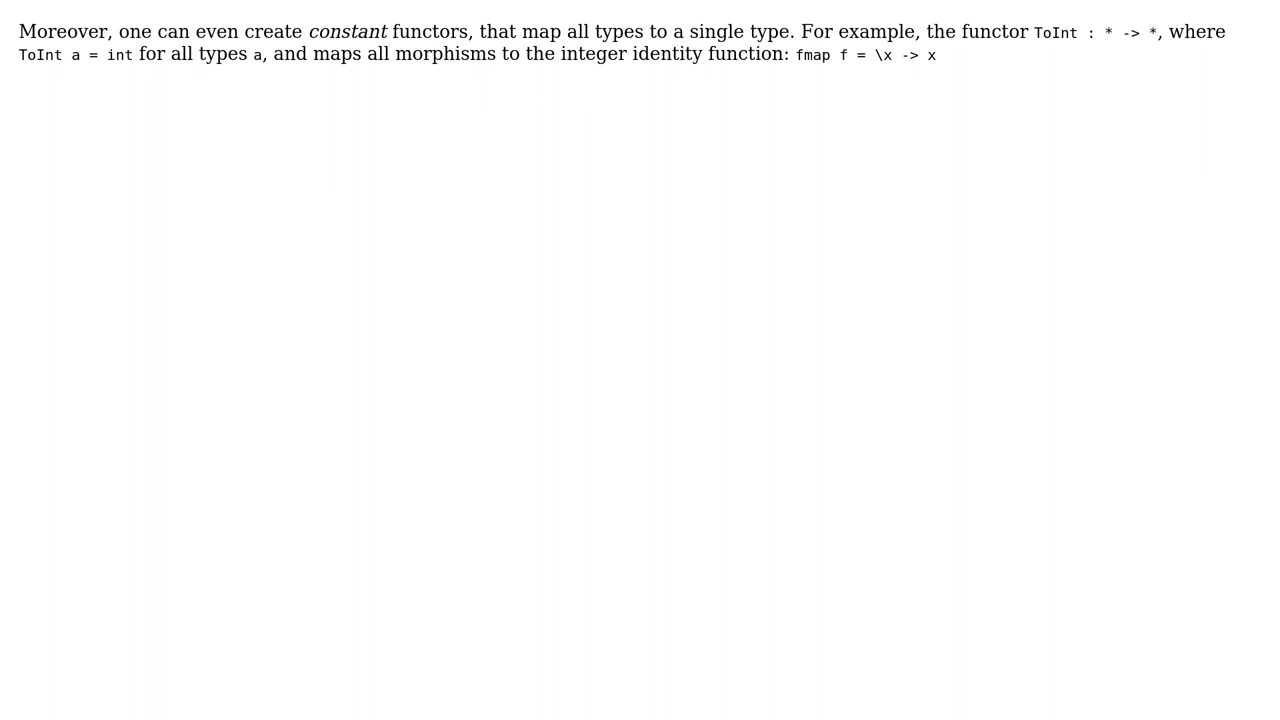 Moreover, one can even create constant functors, that map all types to a single type. For example, the functor ToInt : * -> *, where
ToInt a = int for all types a, and maps all morphisms to the integer identity function: fmap f = \x -> x